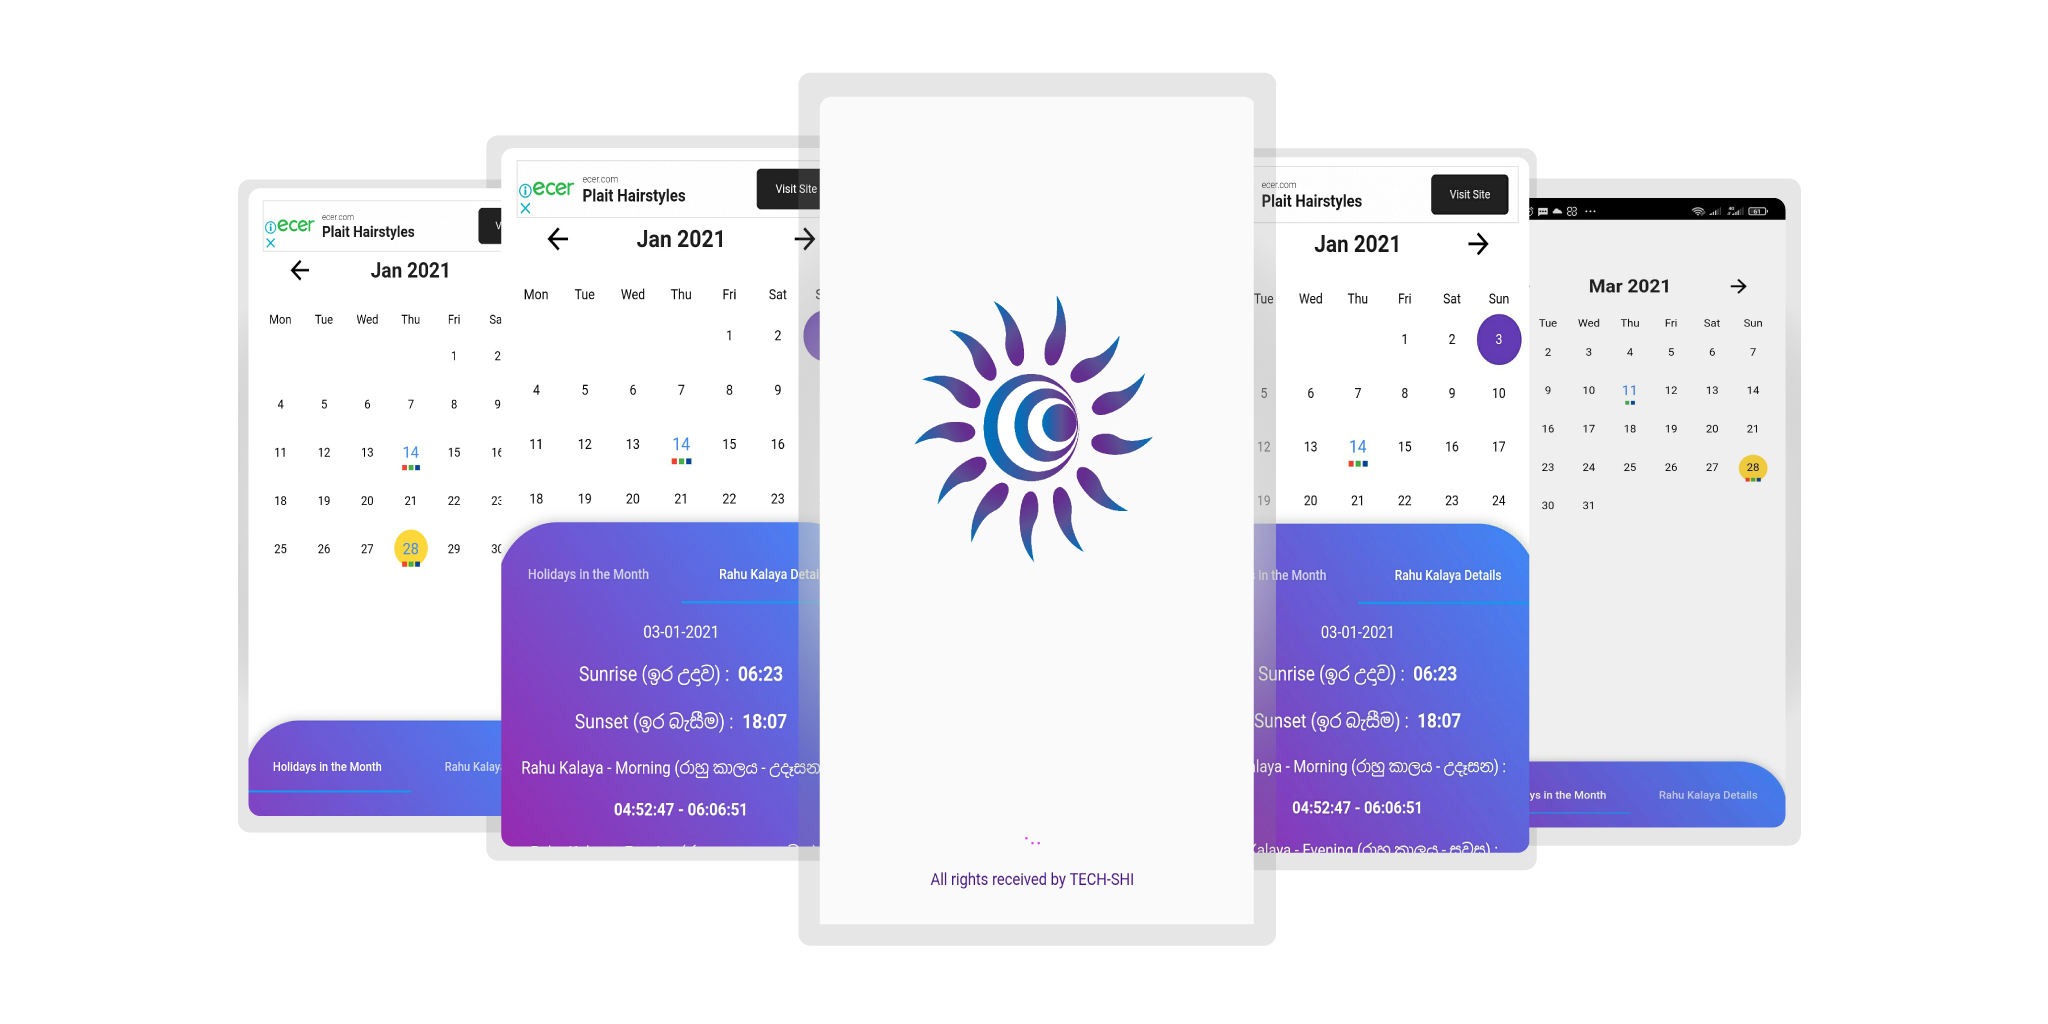 ecer
ecer.com
Plait Hairstyles
Jan 2021
Mon Tue Wed Thu Fri
1 2
4 5 6 7 8 9
11 12 13 14 15
18 19 20 21 22
25 26 27 28 29
Holidays in the Month
ecer
ecer.com
Plait Hairstyles
Visit Site
Jan 2021
Mon Tue Wed Thu Fri Sat
1 2
4 5 6 7 8 9
11 12 13 14 15 16
18 19 20 21 22 23
Holidays in the Month Rahu Kalaya
03-01-2021
Sunrise (ඉර උදාව) : 06:23
Sunset (ඉර බැසීම) : 18:07
Rahu Kalaya - Morning (රාහු කාලය - උදෑසන
04:52:47 - 06:06:51
All rights received by TECH-SHI
ecer.com
Plait Hairstyles
Visit Site
Jan 2021
Tue Wed Thu Fri Sat Sun
1 2 3
5 6 7 8 9 10
12 13 14 15 16 17
19 20 21 22 23 24
in the Month Rahu Kalaya Details
03-01-2021
Sunrise (ඉර උදාව) : 06:23
Sunset (ඉර බැසීම) : 18:07
- Morning (රාහු කාලය - උදෑසන) :
04:52:47 - 06:06:51
Kalaya - Evening (රාහු කාලය - සවස) :
61
Mar 2021
Tue Wed Thu Fri Sat Sun
2 3 4 5 6 7
9 10 11 12 13 14
16 17 18 19 20 21
23 24 25 26 27 28
30 31
in the Month Rahu Kalaya Details